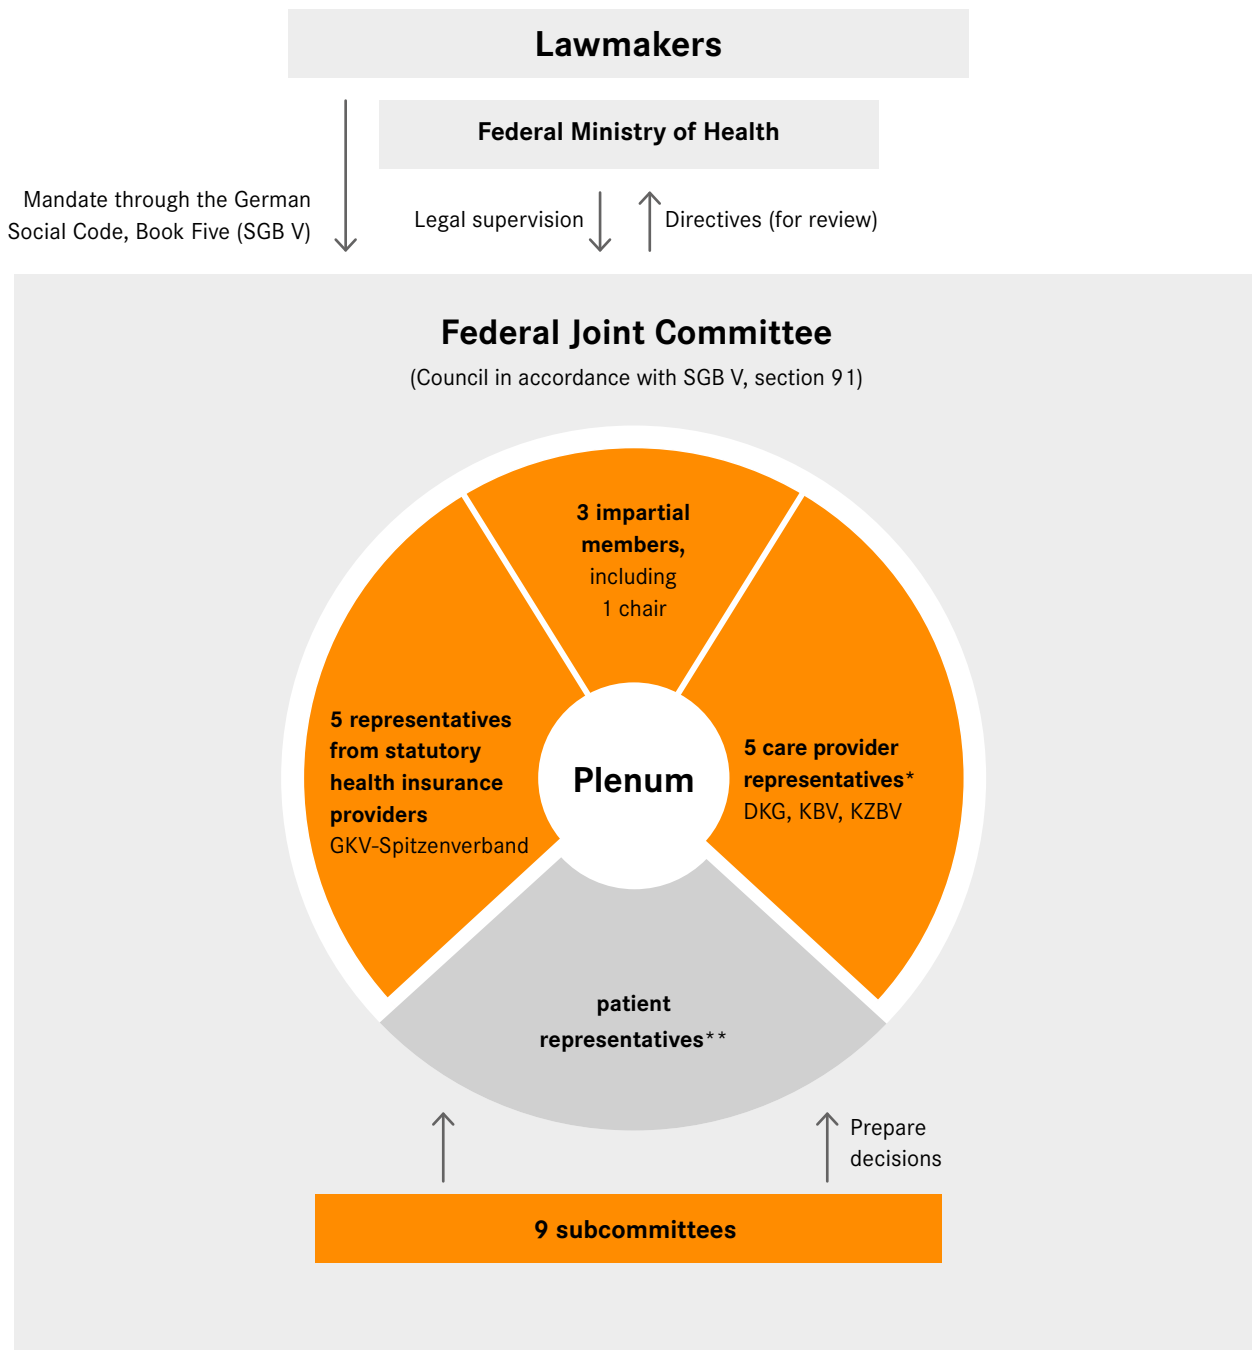 Lawmakers
Federal Ministry of Health
Mandate through the German
Social Code, Book Five (SGB V)
Legal supervision
Directives (for review)
Federal Joint Committee
(Council in accordance with SGB V, section 91)
3 impartial
members,
including
1 chair
5 representatives
from statutory
health insurance
providers
GKV-Spitzenverband
Plenum
5 care provider
representatives*
DKG, KBV, KZBV
patient
representatives**
Prepare
decisions
9 subcommittees